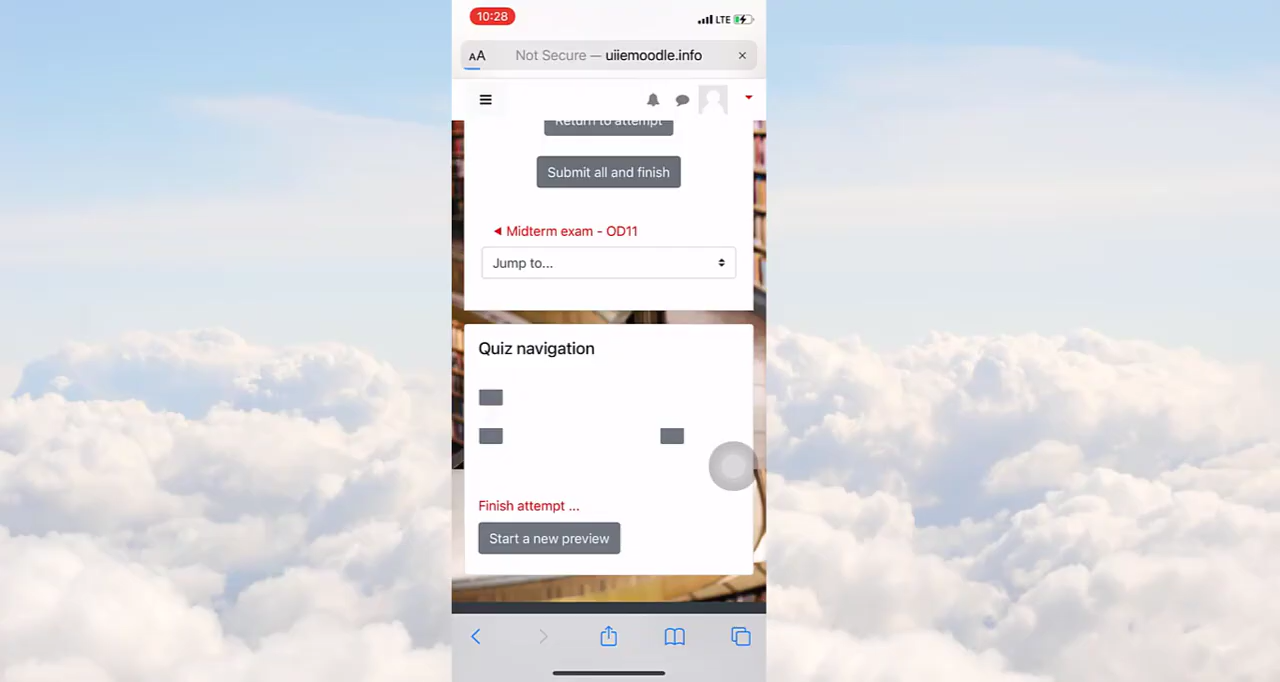 10:28
LTE
AA Not Secure — uiiemoodle.info
Return to attempt
Submit all and finish
Midterm exam - OD11
Jump to...
Quiz navigation
Finish attempt ...
Start a new preview